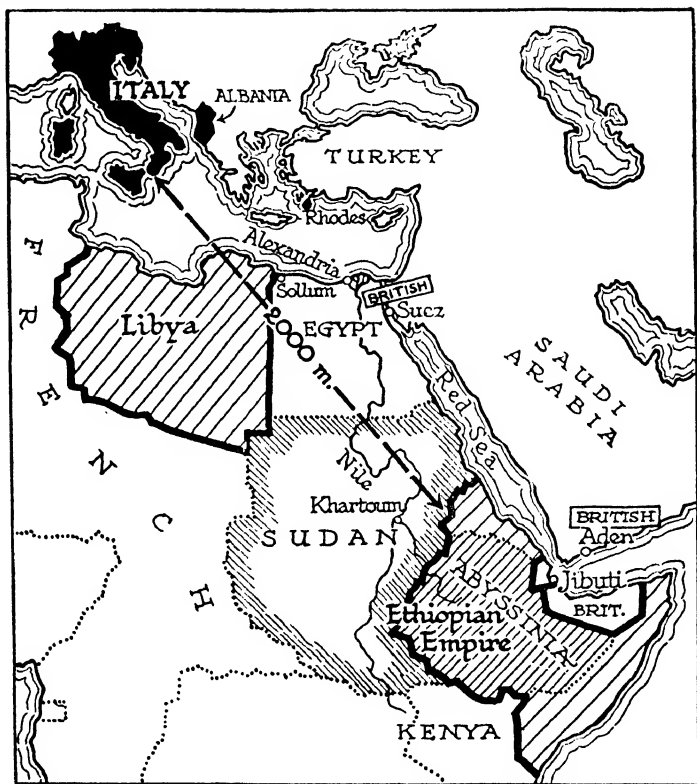 ITALY
ALBANIA
TURKEY
Rhodes
Alexandria
Sollum
BRITISH
Suez
Libya
2000 m.
EGYPT
SAUDI
ARABIA
Red Sea
FRENCH
Nile
Khartoum
SUDAN
BRITISH
Aden
Jibuti
ABYSSINIA
BRIT.
Ethiopian
Empire
KENYA